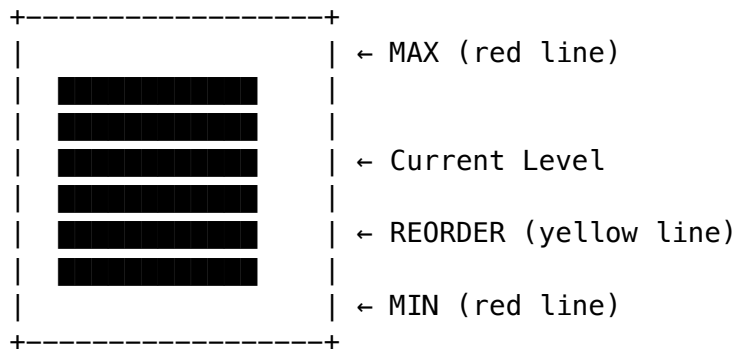 ← MAX (red line)
← Current Level
← REORDER (yellow line)
← MIN (red line)